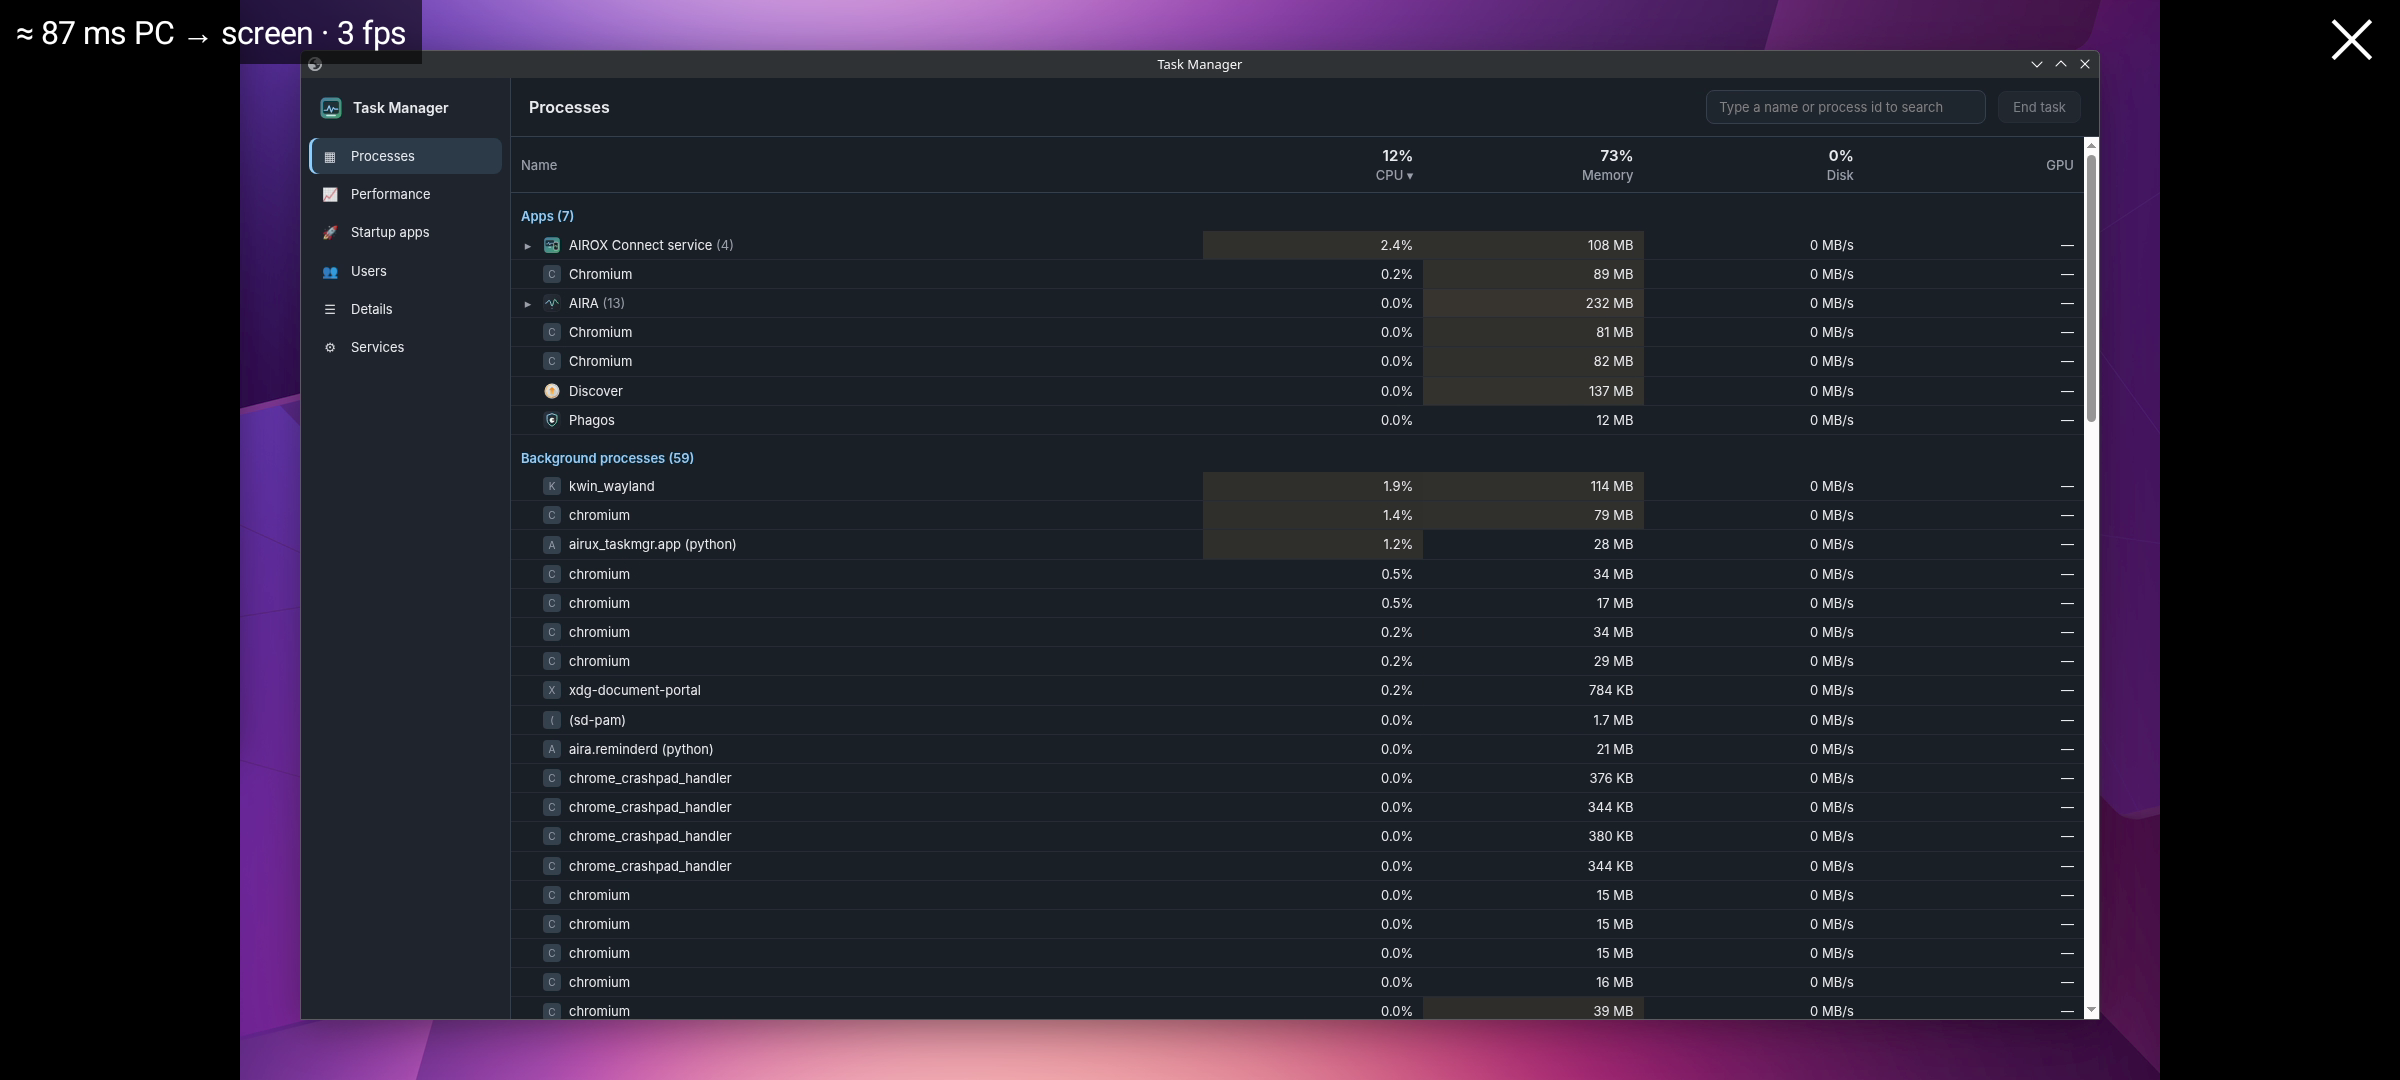 ≈ 87 ms PC → screen · 3 fps
Task Manager
Task Manager
Processes
Performance
Startup apps
Users
Details
Services
Processes
Type a name or process id to search
End task
Name 12% CPU ▾ 73% Memory 0% Disk GPU
Apps (7)
▸ AIROX Connect service (4) 2.4% 108 MB 0 MB/s —
C Chromium 0.2% 89 MB 0 MB/s —
▸ AIRA (13) 0.0% 232 MB 0 MB/s —
C Chromium 0.0% 81 MB 0 MB/s —
C Chromium 0.0% 82 MB 0 MB/s —
Discover 0.0% 137 MB 0 MB/s —
Phagos 0.0% 12 MB 0 MB/s —
Background processes (59)
K kwin_wayland 1.9% 114 MB 0 MB/s —
C chromium 1.4% 79 MB 0 MB/s —
A airux_taskmgr.app (python) 1.2% 28 MB 0 MB/s —
C chromium 0.5% 34 MB 0 MB/s —
C chromium 0.5% 17 MB 0 MB/s —
C chromium 0.2% 34 MB 0 MB/s —
C chromium 0.2% 29 MB 0 MB/s —
X xdg-document-portal 0.2% 784 KB 0 MB/s —
( (sd-pam) 0.0% 1.7 MB 0 MB/s —
A aira.reminderd (python) 0.0% 21 MB 0 MB/s —
C chrome_crashpad_handler 0.0% 376 KB 0 MB/s —
C chrome_crashpad_handler 0.0% 344 KB 0 MB/s —
C chrome_crashpad_handler 0.0% 380 KB 0 MB/s —
C chrome_crashpad_handler 0.0% 344 KB 0 MB/s —
C chromium 0.0% 15 MB 0 MB/s —
C chromium 0.0% 15 MB 0 MB/s —
C chromium 0.0% 15 MB 0 MB/s —
C chromium 0.0% 16 MB 0 MB/s —
C chromium 0.0% 39 MB 0 MB/s —